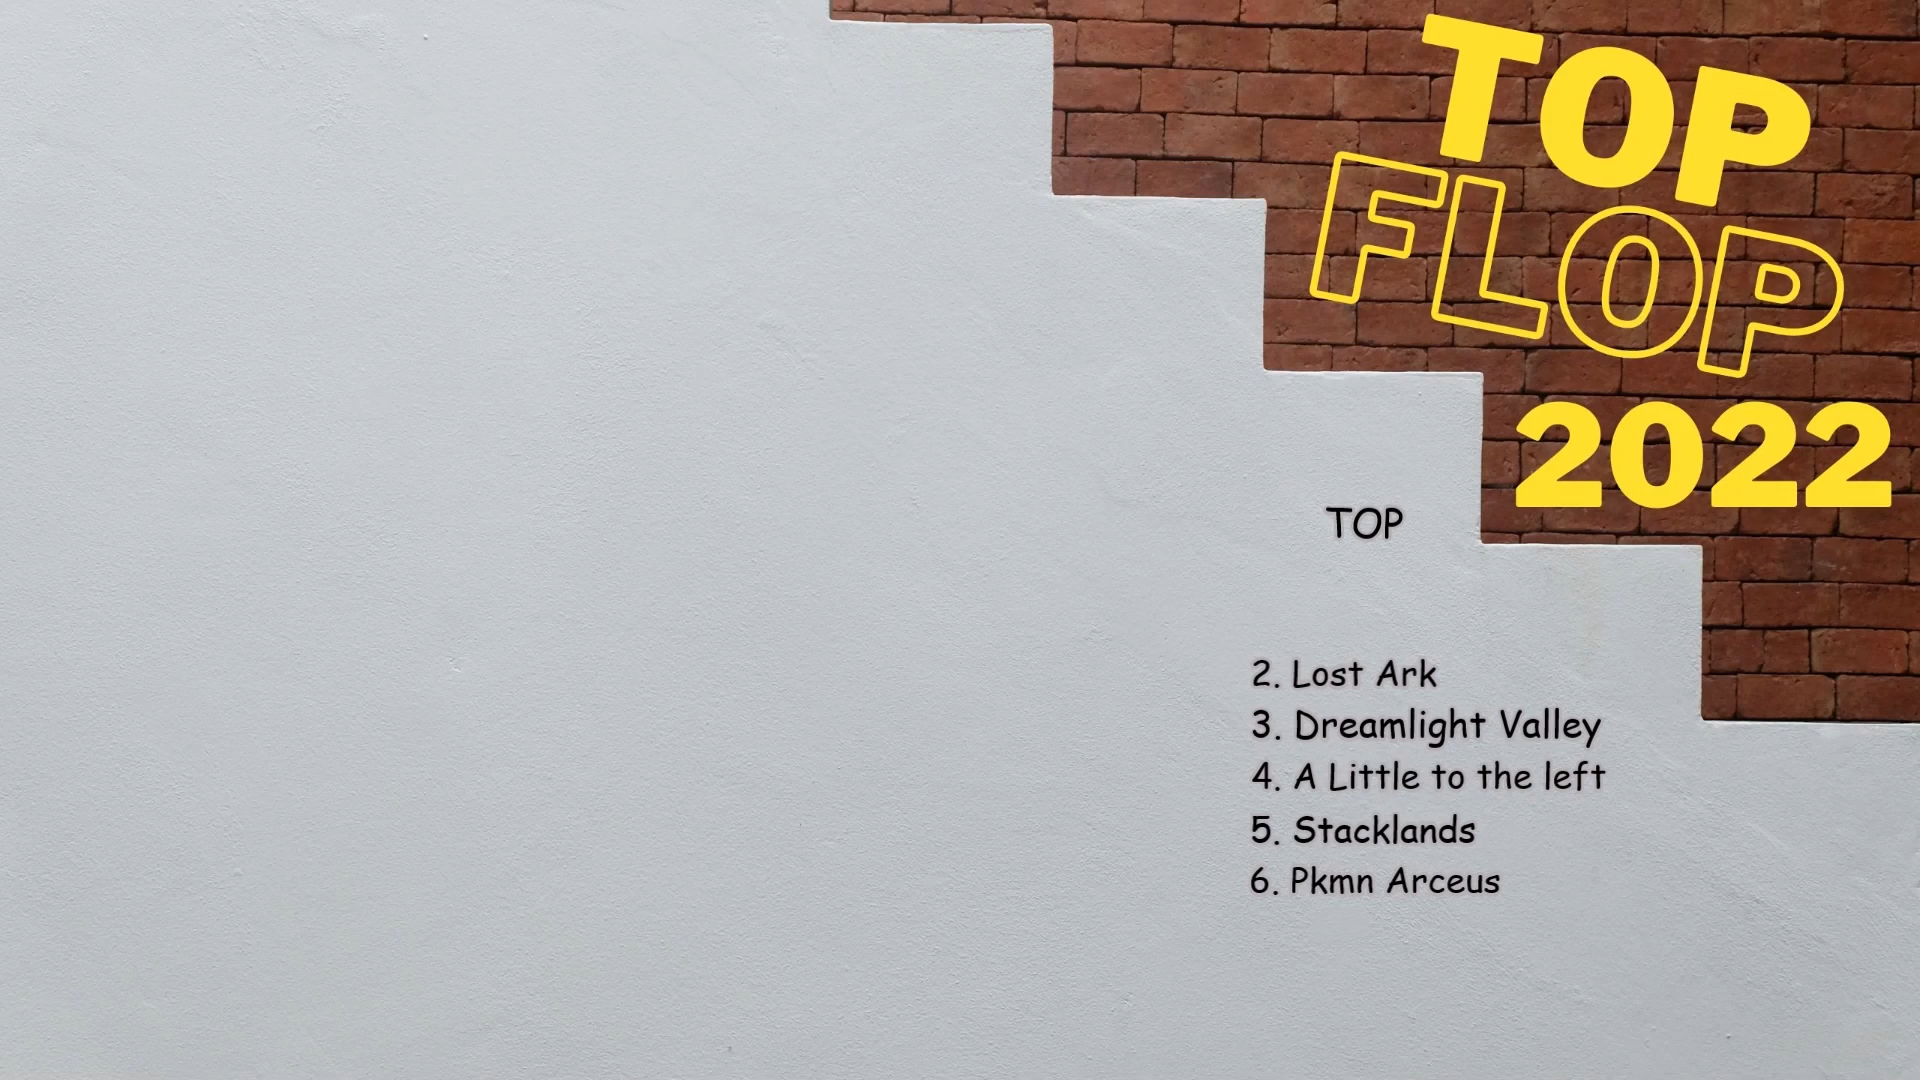 TOP
FLOP
2022
TOP
2. Lost Ark
3. Dreamlight Valley
4. A Little to the left
5. Stacklands
6. Pkmn Arceus